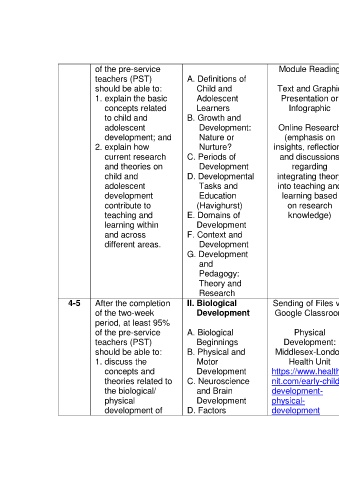 of the pre-service
teachers (PST)
should be able to:
1. explain the basic
concepts related
to child and
adolescent
development; and
2. explain how
current research
and theories on
child and
adolescent
development
contribute to
teaching and
learning within
and across
different areas.
A. Definitions of
Child and
Adolescent
Learners
B. Growth and
Development:
Nature or
Nurture?
C. Periods of
Development
D. Developmental
Tasks and
Education
(Havighurst)
E. Domains of
Development
F. Context and
Development
G. Development
and
Pedagogy:
Theory and
Research
Module Reading
Text and Graphi
Presentation or
Infographic
Online Research
(emphasis on
insights, reflection
and discussions
regarding
integrating theor
into teaching and
learning based
on research
knowledge)
4-5
After the completion
of the two-week
period, at least 95%
of the pre-service
teachers (PST)
should be able to:
1. discuss the
concepts and
theories related to
the biological/
physical
development of
II. Biological
Development
A. Biological
Beginnings
B. Physical and
Motor
Development
C. Neuroscience
and Brain
Development
D. Factors
Sending of Files v
Google Classroom
Physical
Development:
Middlesex-Londo
Health Unit
https://www.health
nit.com/early-child
development-
physical-
development